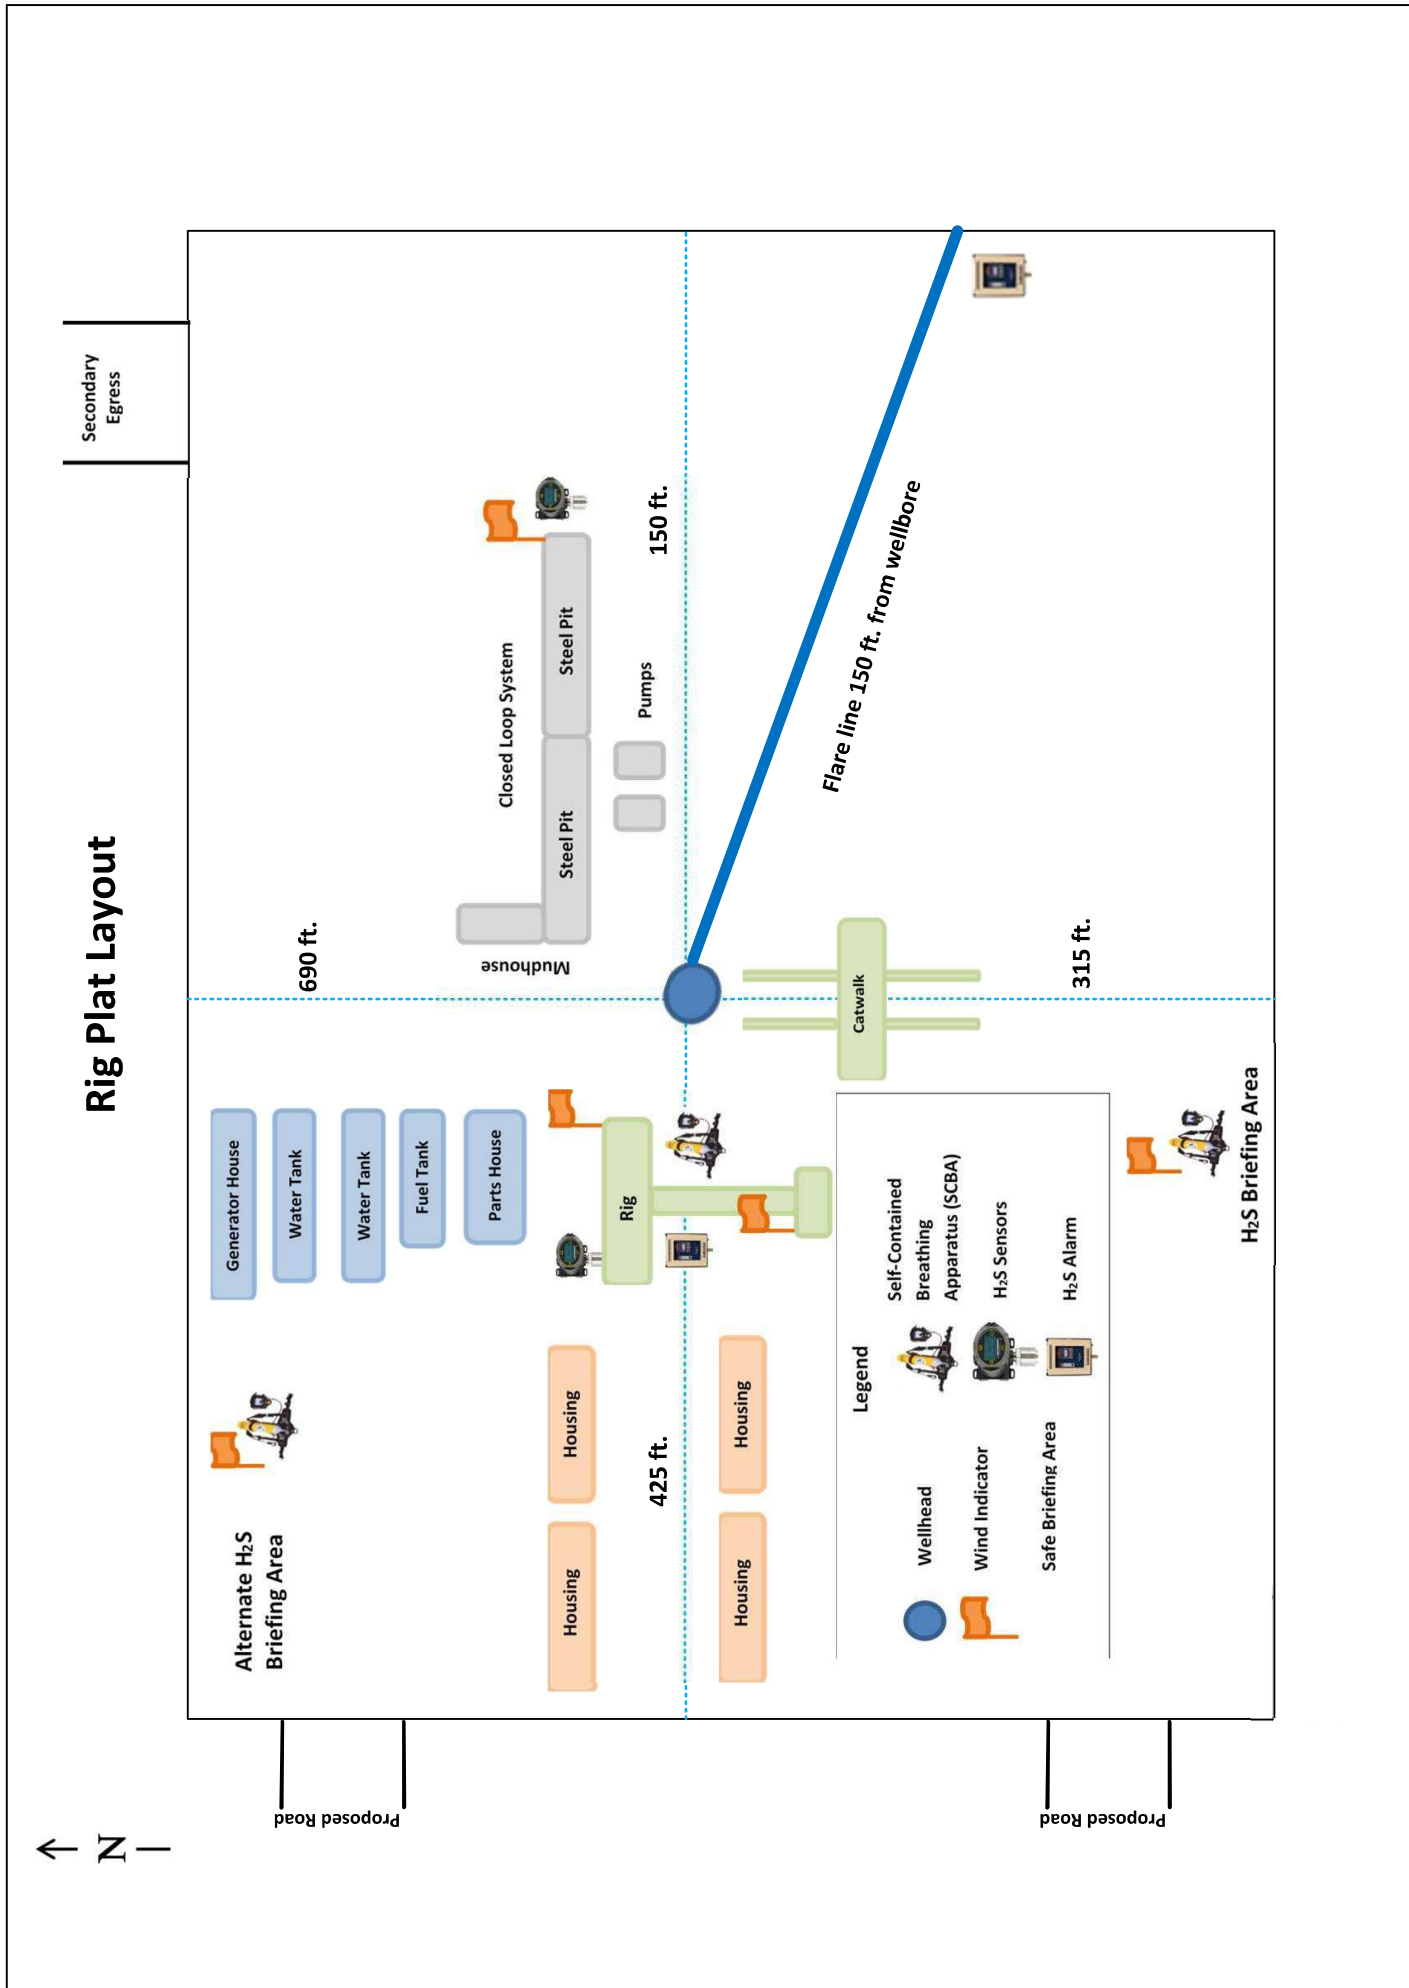 Rig Plat Layout
Secondary
Egress
Alternate H₂S
Briefing Area
Generator House
Water Tank
Water Tank
Fuel Tank
Parts House
690 ft.
Mudhouse
Closed Loop System
Steel Pit
Steel Pit
Pumps
150 ft.
Housing
Housing
Rig
425 ft.
Housing
Housing
Catwalk
Flare line 150 ft. from wellbore
315 ft.
Legend
Wellhead
Wind Indicator
Safe Briefing Area
Self-Contained
Breathing
Apparatus (SCBA)
H₂S Sensors
H₂S Alarm
H₂S Briefing Area
Proposed Road
Proposed Road
N